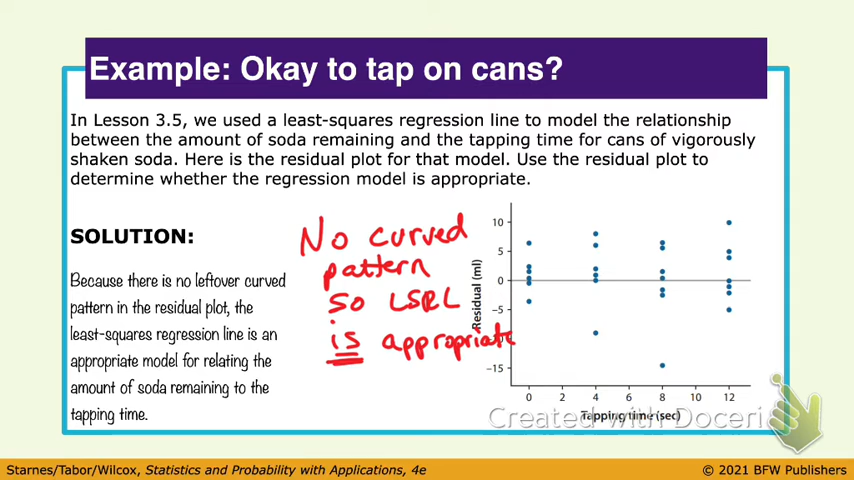 Example: Okay to tap on cans?
In Lesson 3.5, we used a least-squares regression line to model the relationship
between the amount of soda remaining and the tapping time for cans of vigorously
shaken soda. Here is the residual plot for that model. Use the residual plot to
determine whether the regression model is appropriate.
SOLUTION:
Because there is no leftover curved
pattern in the residual plot, the
least-squares regression line is an
appropriate model for relating the
amount of soda remaining to the
tapping time.
No curved
pattern
so LSRL
is appropriate
Residual (ml)
10
5
0
−5
−15
0 2 4 6 8 10 12
Tapping time (sec)
Created with Doceri
Starnes/Tabor/Wilcox, Statistics and Probability with Applications, 4e
© 2021 BFW Publishers